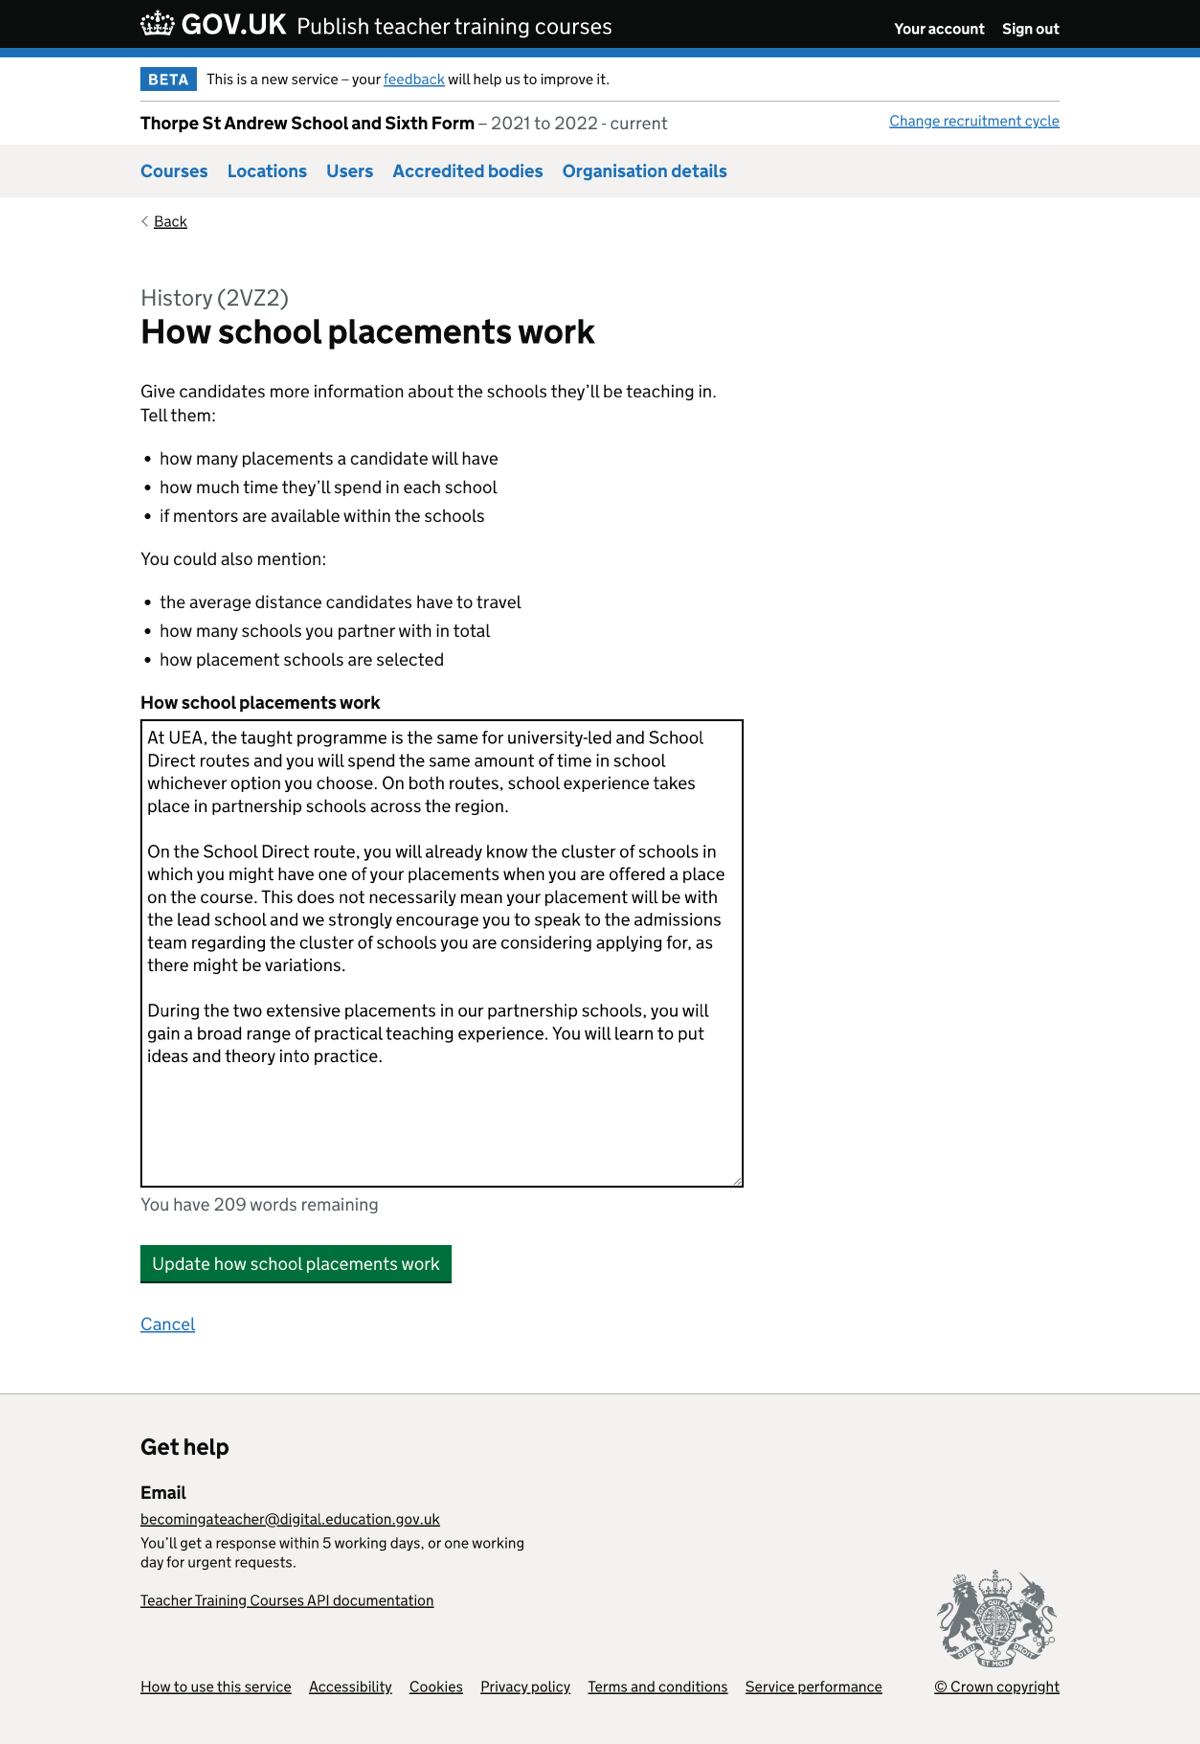 GOV.UK Publish teacher training courses
Your account Sign out
BETA This is a new service – your feedback will help us to improve it.
Thorpe St Andrew School and Sixth Form – 2021 to 2022 - current
Change recruitment cycle
Courses Locations Users Accredited bodies Organisation details
Back
History (2VZ2)
How school placements work
Give candidates more information about the schools they’ll be teaching in.
Tell them:
• how many placements a candidate will have
• how much time they’ll spend in each school
• if mentors are available within the schools
You could also mention:
• the average distance candidates have to travel
• how many schools you partner with in total
• how placement schools are selected
How school placements work
At UEA, the taught programme is the same for university-led and School
Direct routes and you will spend the same amount of time in school
whichever option you choose. On both routes, school experience takes
place in partnership schools across the region.
On the School Direct route, you will already know the cluster of schools in
which you might have one of your placements when you are offered a place
on the course. This does not necessarily mean your placement will be with
the lead school and we strongly encourage you to speak to the admissions
team regarding the cluster of schools you are considering applying for, as
there might be variations.
During the two extensive placements in our partnership schools, you will
gain a broad range of practical teaching experience. You will learn to put
ideas and theory into practice.
You have 209 words remaining
Update how school placements work
Cancel
Get help
Email
becomingateacher@digital.education.gov.uk
You’ll get a response within 5 working days, or one working
day for urgent requests.
Teacher Training Courses API documentation
DIEU ET MON DROIT
How to use this service Accessibility Cookies Privacy policy Terms and conditions Service performance
© Crown copyright